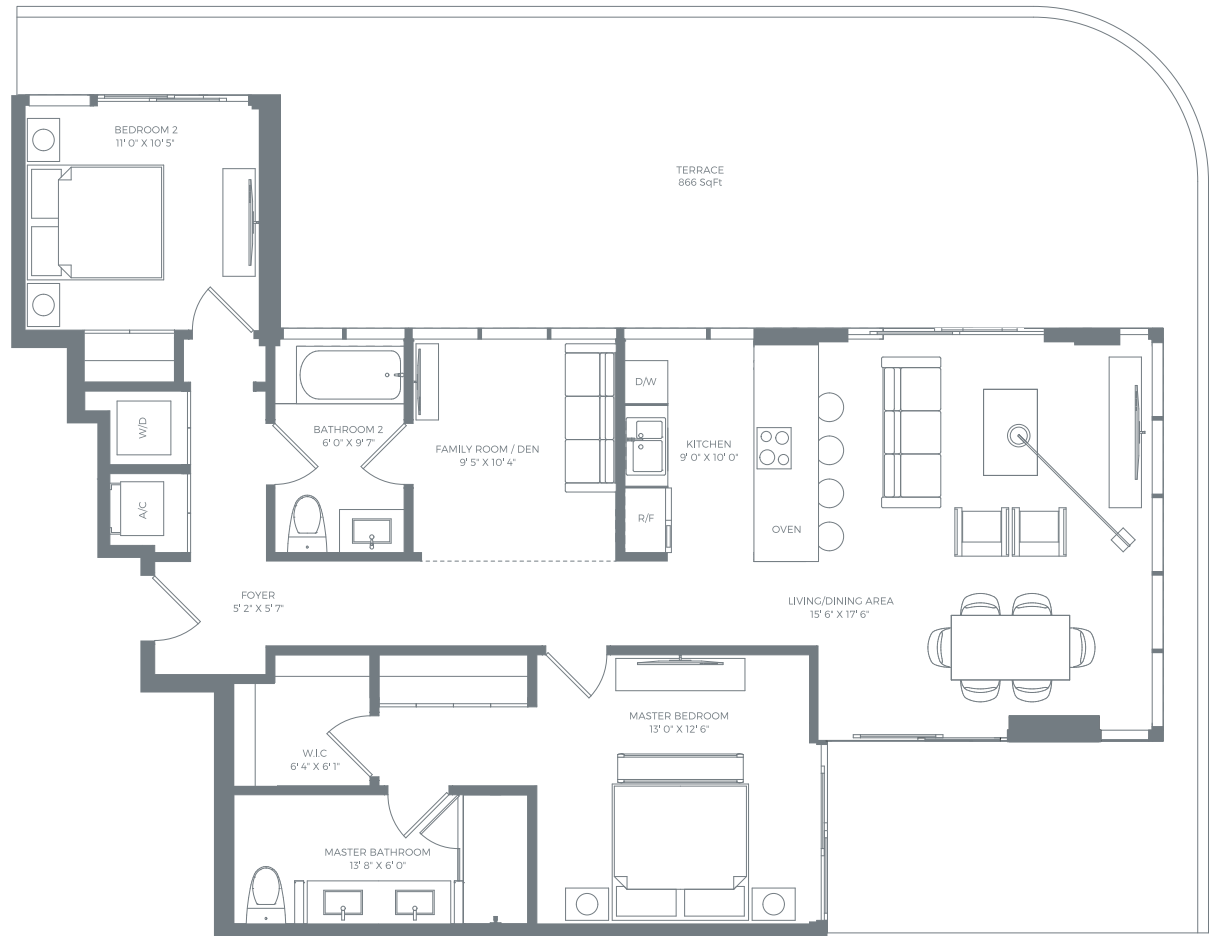 BEDROOM 2
11' 0" X 10' 5"
TERRACE
866 SqFt
W/D
A/C
BATHROOM 2
6' 0" X 9' 7"
FAMILY ROOM / DEN
9' 5" X 10' 4"
D/W
KITCHEN
9' 0" X 10' 0"
R/F
OVEN
FOYER
5' 2" X 5' 7"
LIVING/DINING AREA
15' 6" X 17' 6"
MASTER BEDROOM
13' 0" X 12' 6"
W.I.C
6' 4" X 6' 1"
MASTER BATHROOM
13' 8" X 6' 0"